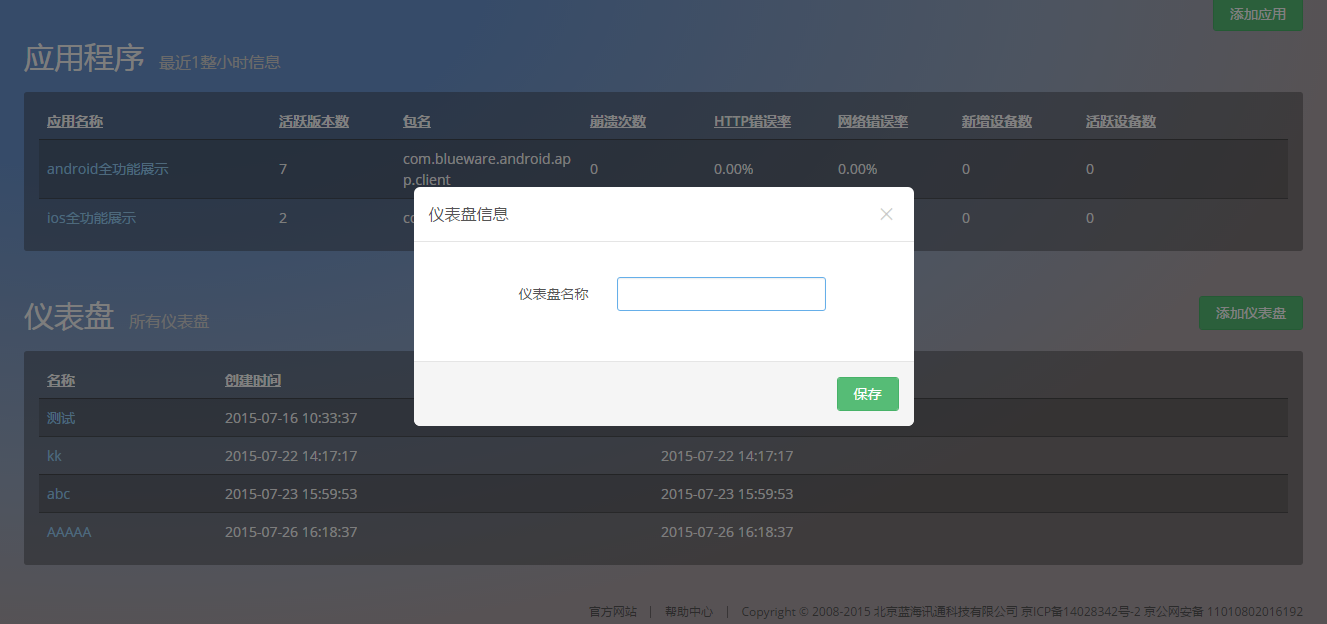 添加应用
应用程序 最近1整小时信息
应用名称 活跃版本数 包名 崩溃次数 HTTP错误率 网络错误率 新增设备数 活跃设备数
android全功能展示 7 com.blueware.android.ap 0 0.00% 0.00% 0 0
p.client
ios全功能展示 2 0 0
仪表盘信息
仪表盘名称
保存
仪表盘 所有仪表盘 添加仪表盘
名称 创建时间
测试 2015-07-16 10:33:37
kk 2015-07-22 14:17:17 2015-07-22 14:17:17
abc 2015-07-23 15:59:53 2015-07-23 15:59:53
AAAAA 2015-07-26 16:18:37 2015-07-26 16:18:37
官方网站 | 帮助中心 | Copyright © 2008-2015 北京蓝海讯通科技有限公司 京ICP备14028342号-2 京公网安备 11010802016192